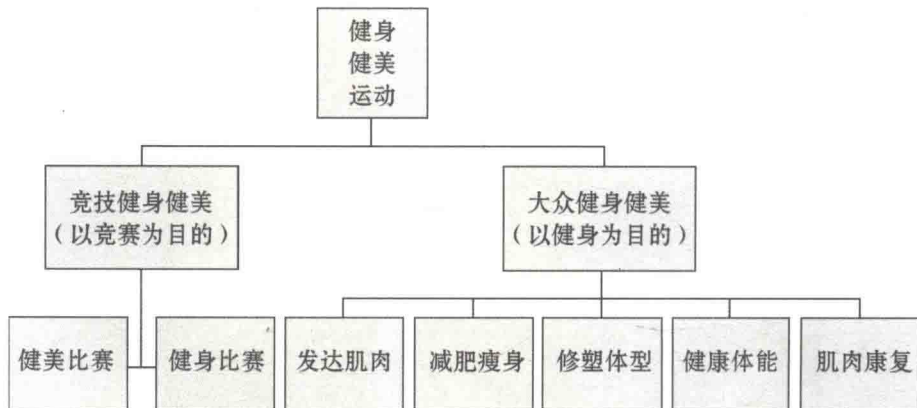 健身
健美
运动
竞技健身健美
（以竞赛为目的）
大众健身健美
（以健身为目的）
健美比赛
健身比赛
发达肌肉
减肥瘦身
修塑体型
健康体能
肌肉康复